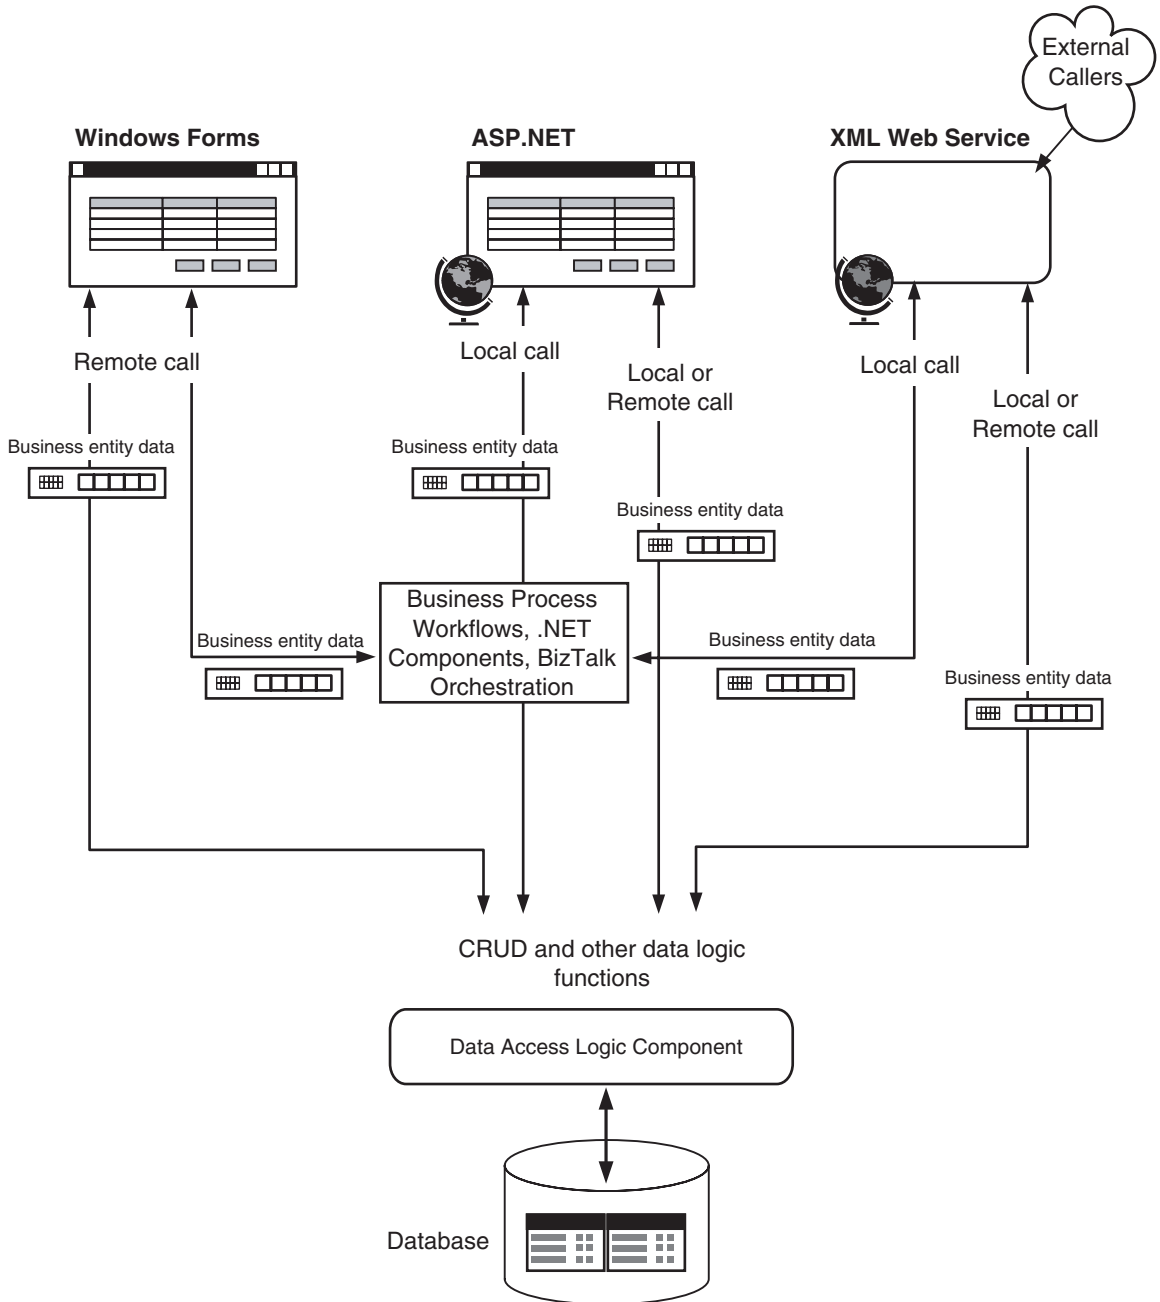 External
Callers
Windows Forms
ASP.NET
XML Web Service
Remote call
Local call
Local or
Remote call
Local call
Local or
Remote call
Business entity data
Business entity data
Business entity data
Business Process
Workflows, .NET
Components, BizTalk
Orchestration
Business entity data
Business entity data
Business entity data
CRUD and other data logic
functions
Data Access Logic Component
Database